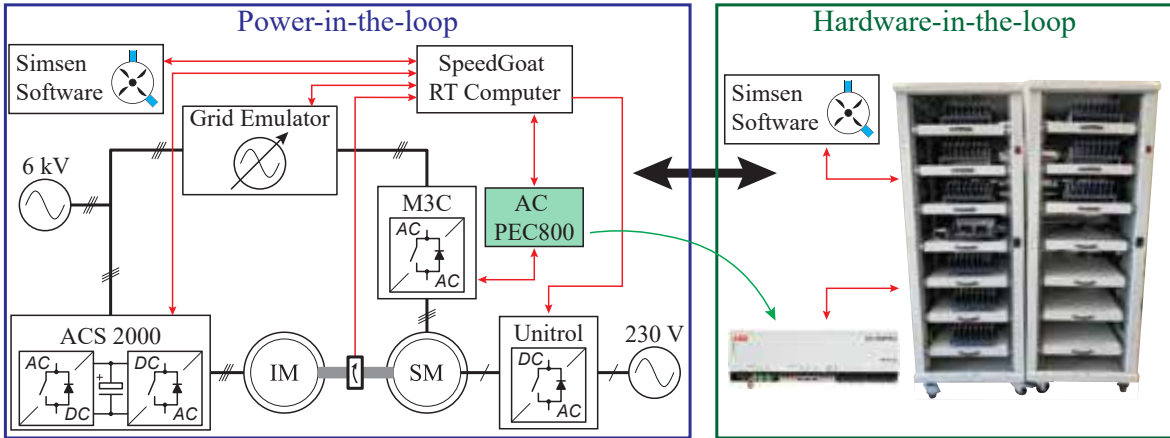 Power-in-the-loop
Hardware-in-the-loop
Simsen
Software
SpeedGoat
RT Computer
Grid Emulator
6 kV
M3C
AC
AC
AC
PEC800
ACS 2000
AC
DC
+
DC
AC
IM
SM
Unitrol
DC
AC
230 V
Simsen
Software
ABB